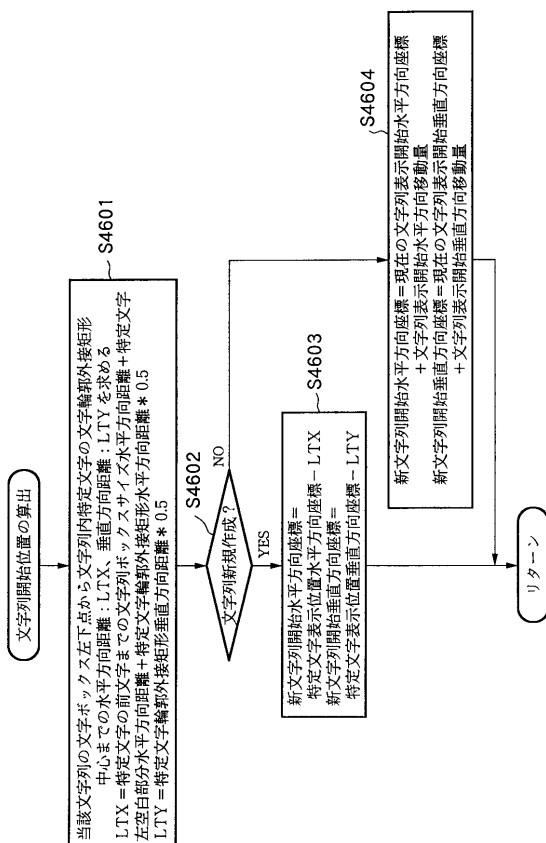 文字列開始位置の算出
S4601
当該文字列の文字ボックス左下点から文字列内特定文字の文字輪郭外接矩形
中心までの水平方向距離:LTX、垂直方向距離:LTYを求める
LTX=特定文字の前文字までの文字列ボックスサイズ水平方向距離+特定文字
左空白部分水平方向距離+特定文字輪郭外接矩形水平方向距離*0.5
LTY=特定文字輪郭外接矩形垂直方向距離*0.5
S4602
文字列新規作成?
NO
YES
S4603
新文字列開始水平方向座標=
特定文字表示位置水平方向座標-LTX
新文字列開始垂直方向座標=
特定文字表示位置垂直方向座標-LTY
S4604
新文字列開始水平方向座標=現在の文字列表示開始水平方向座標
+文字列表示開始水平方向移動量
新文字列開始垂直方向座標=現在の文字列表示開始垂直方向座標
+文字列表示開始垂直方向移動量
リターン